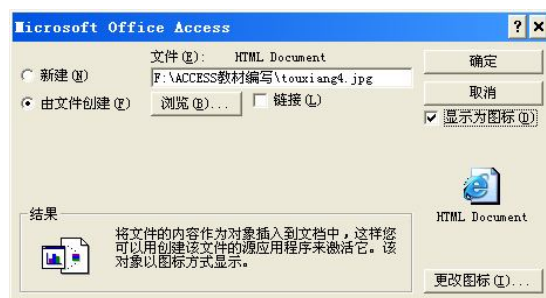 Microsoft Office Access
文件(E): HTML Document
确定
新建(N)
F:\ACCESS教材编写\touxiang4.jpg
取消
由文件创建(F)
浏览(B)...
链接(L)
显示为图标(D)
HTML Document
结果
将文件的内容作为对象插入到文档中，这样您
可以用创建该文件的源应用程序来激活它。该
对象以图标方式显示。
更改图标(I)...